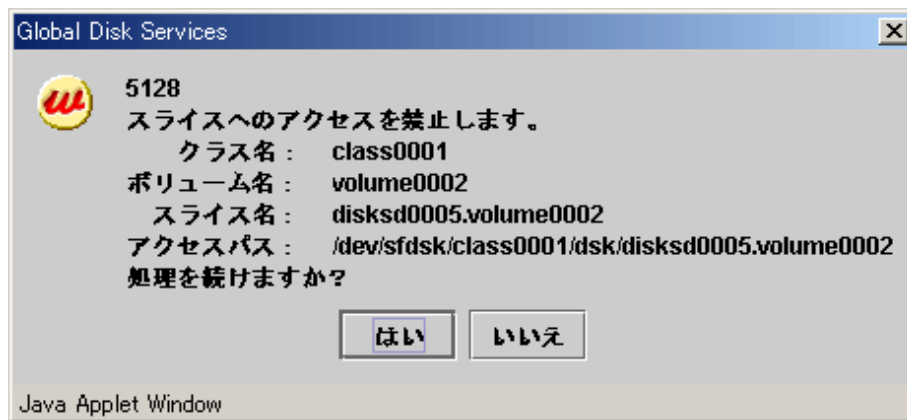 Global Disk Services
5128
スライスへのアクセスを禁止します。
クラス名： class0001
ボリューム名： volume0002
スライス名： disksd0005.volume0002
アクセスパス： /dev/sfdsk/class0001/dsk/disksd0005.volume0002
処理を続けますか？
はい いいえ
Java Applet Window